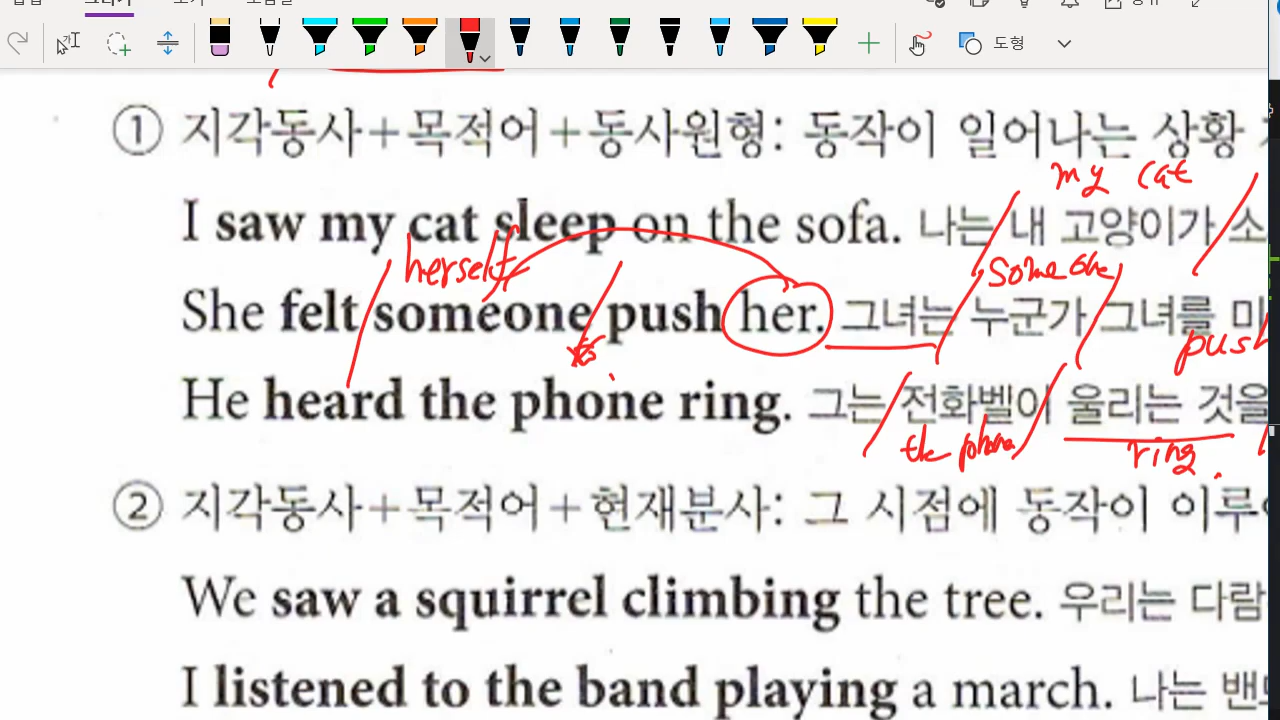 도형
① 지각동사+목적어+동사원형: 동작이 일어나는 상황
my cat
I saw my cat sleep on the sofa. 나는 내 고양이가 소
herself someone
She felt someone push her. 그녀는 누군가 그녀를 미
push
He heard the phone ring. 그는 전화벨이 울리는 것을
the phone ring.
② 지각동사+목적어+현재분사: 그 시점에 동작이 이루
We saw a squirrel climbing the tree. 우리는 다람
I listened to the band playing a march. 나는 밴드